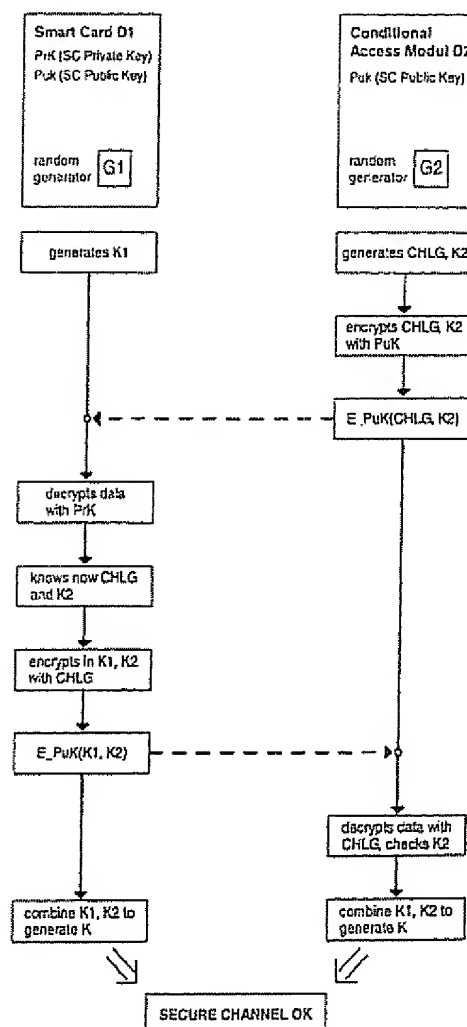 Smart Card D1
PrK (SC Private Key)
Puk (SC Public Key)
random
generator
G1
Conditional
Access Modul D2
Puk (SC Public Key)
random
generator
G2
generates K1
generates CHLG, K2
encrypts CHLG, K2
with PuK
E_PuK(CHLG, K2)
decrypts data
with PrK
knows now CHLG
and K2
encrypts in K1, K2
with CHLG
E_PuK(K1, K2)
decrypts data with
CHLG, checks K2
combine K1, K2 to
generate K
combine K1, K2 to
generate K
SECURE CHANNEL OK